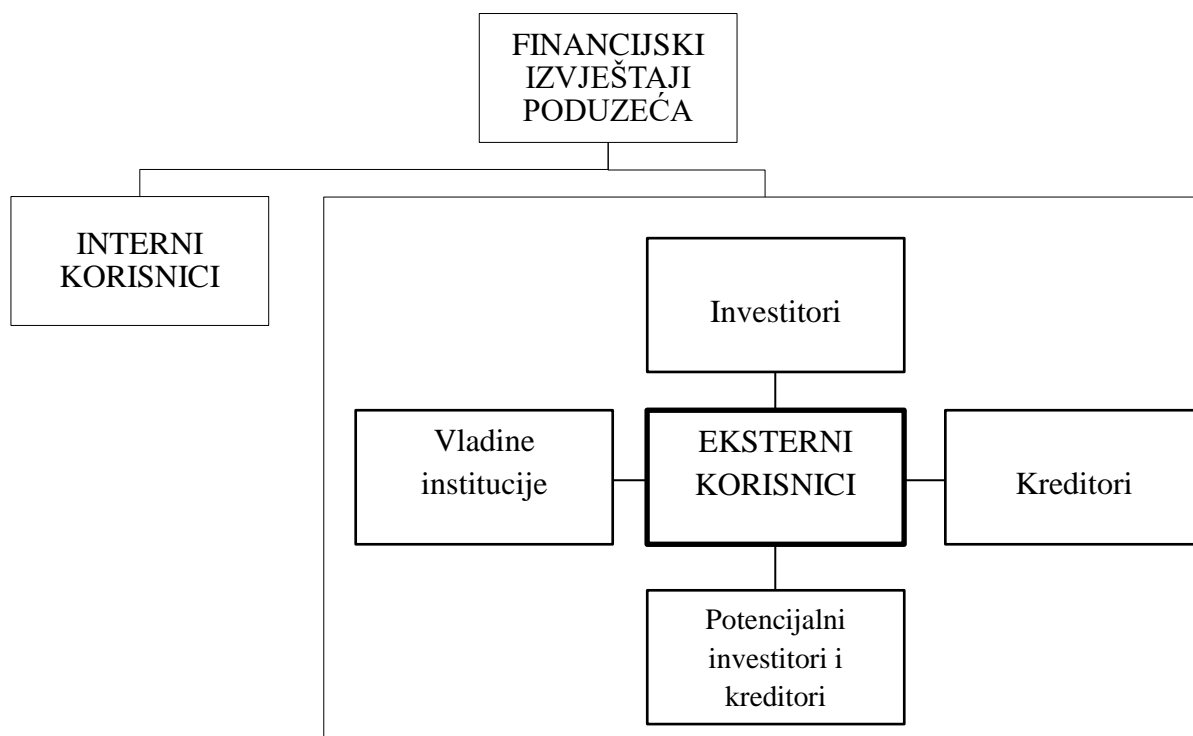 FINANCIJSKI
IZVJEŠTAJI
PODUZEĆA
INTERNI
KORISNICI
Investitori
Vladine
institucije
EKSTERNI
KORISNICI
Kreditori
Potencijalni
investitori i
kreditori